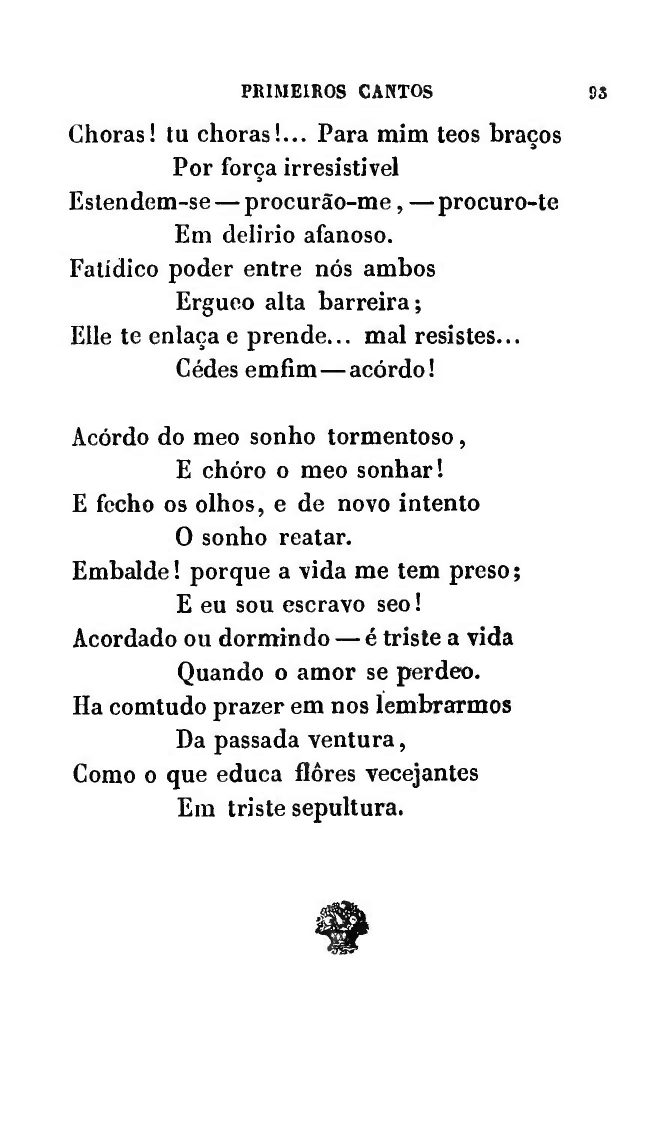 PRIMEIROS CANTOS 93
Choras! tu choras!... Para mim teos braços
Por força irresistivel
Estendem-se — procurão-me, — procuro-te
Em delirio afanoso.
Fatídico poder entre nós ambos
Ergueo alta barreira;
Elle te enlaça e prende... mal resistes...
Cédes emfim — acórdo!
Acórdo do meo sonho tormentoso,
E chóro o meo sonhar!
E fecho os olhos, e de novo intento
O sonho reatar.
Embalde! porque a vida me tem preso;
E eu sou escravo seo!
Acordado ou dormindo — é triste a vida
Quando o amor se perdeo.
Ha comtudo prazer em nos lembrarmos
Da passada ventura,
Como o que educa flôres vecejantes
Em triste sepultura.